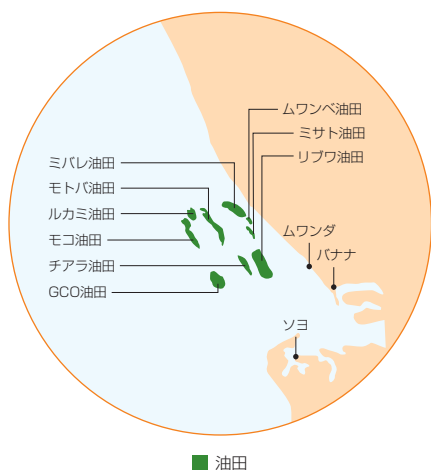 ムワンベ油田
ミサト油田
リブワ油田
ミバレ油田
モトバ油田
ルカミ油田
モコ油田
チアラ油田
GCO油田
ムワンダ
バナナ
ソヨ
油田